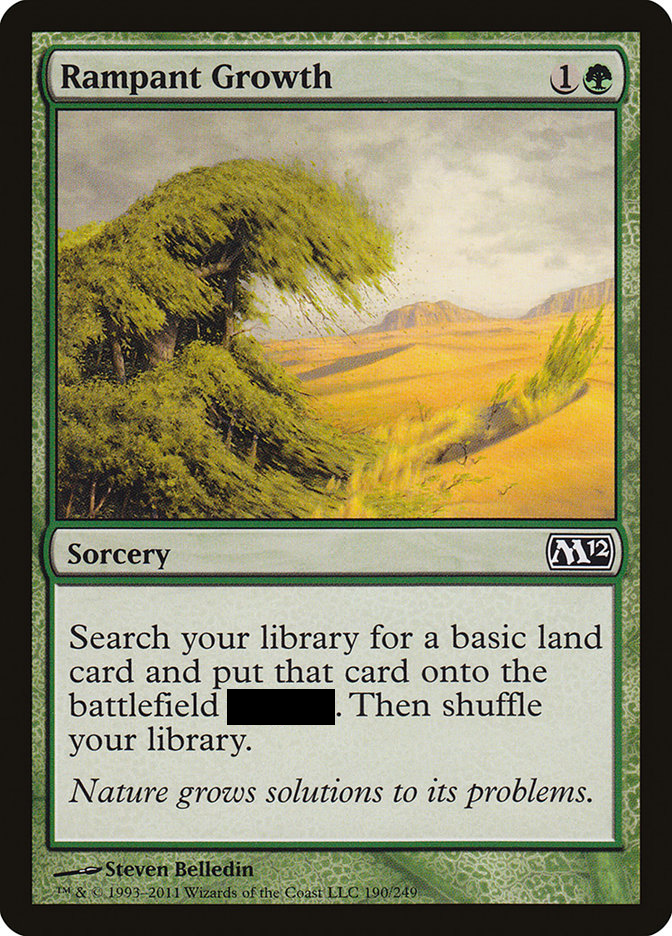 Rampant Growth 1
Sorcery M12
Search your library for a basic land
card and put that card onto the
battlefield . Then shuffle
your library.
Nature grows solutions to its problems.
Steven Belledin
™ & © 1993–2011 Wizards of the Coast LLC 190/249